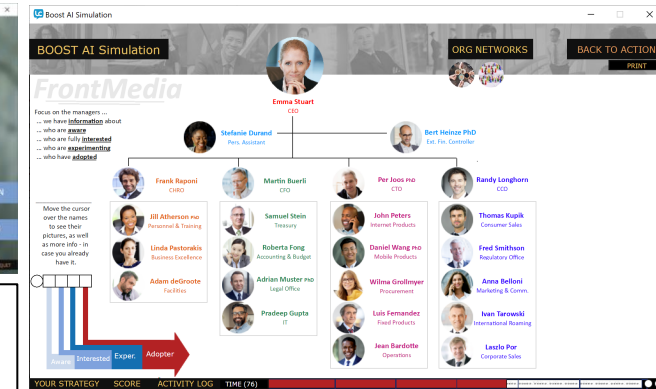 Boost AI Simulation
BOOST AI Simulation
ORG NETWORKS
BACK TO ACTION
PRINT
FrontMedia
Emma Stuart
CEO
Focus on the managers ...
... we have information about
... who are aware
... who are fully interested
... who are experimenting
... who have adopted
Stefanie Durand
Pers. Assistant
Bert Heinze PhD
Ext. Fin. Controller
Frank Raponi
CHRO
Martin Buerli
CFO
Per Joos PhD
CTO
Randy Longhorn
CCO
Move the cursor
over the names
to see their
pictures, as well
as more info - in
case you already
have it.
Jill Atherson PhD
Personnel & Training
Linda Pastorakis
Business Excellence
Adam deGroote
Facilities
Samuel Stein
Treasury
Roberta Fong
Accounting & Budget
Adrian Muster PhD
Legal Office
Pradeep Gupta
IT
John Peters
Internet Products
Daniel Wang PhD
Mobile Products
Wilma Grollmyer
Procurement
Luis Fernandez
Fixed Products
Jean Bardotte
Operations
Thomas Kupik
Consumer Sales
Fred Smithson
Regulatory Office
Anna Belloni
Marketing & Comm.
Ivan Tarowski
International Roaming
Laszlo Por
Corporate Sales
Aware
Interested
Exper.
Adopter
YOUR STRATEGY
SCORE
ACTIVITY LOG
TIME (76)